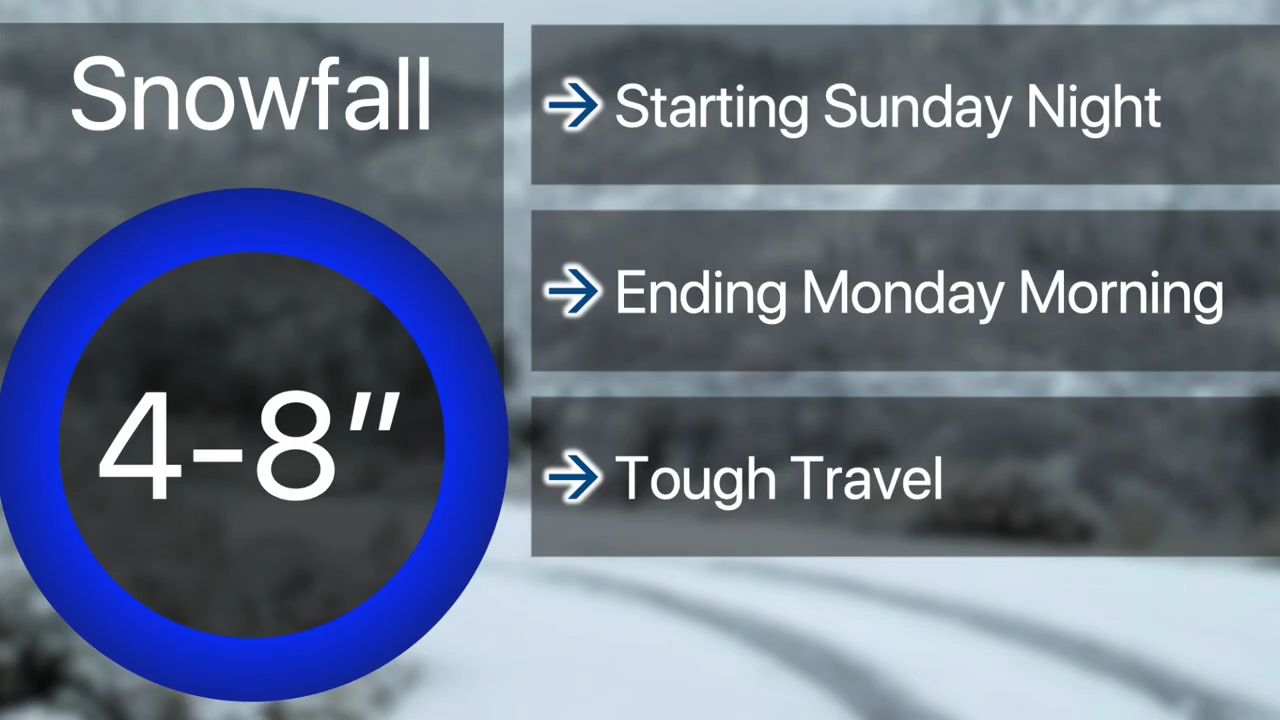 Snowfall
4-8"
Starting Sunday Night
Ending Monday Morning
Tough Travel